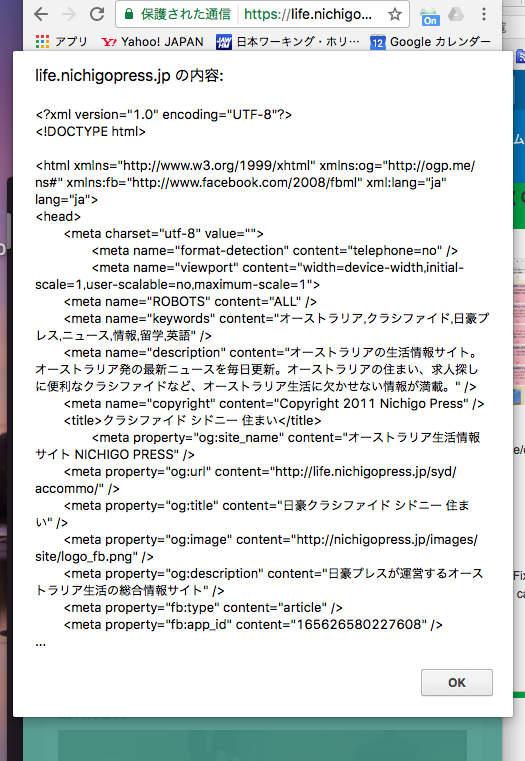 保護された通信 https://life.nichigo...
On
アプリ Yahoo! JAPAN 日本ワーキング・ホリ… Google カレンダー
12
life.nichigopress.jp の内容:
<?xml version="1.0" encoding="UTF-8"?>
<!DOCTYPE html>
<html xmlns="http://www.w3.org/1999/xhtml" xmlns:og="http://ogp.me/
ns#" xmlns:fb="http://www.facebook.com/2008/fbml" xml:lang="ja"
lang="ja">
<head>
<meta charset="utf-8" value="">
<meta name="format-detection" content="telephone=no" />
<meta name="viewport" content="width=device-width,initial-
scale=1,user-scalable=no,maximum-scale=1">
<meta name="ROBOTS" content="ALL" />
<meta name="keywords" content="オーストラリア,クラシファイド,日豪プ
レス,ニュース,情報,留学,英語" />
<meta name="description" content="オーストラリアの生活情報サイト。
オーストラリア発の最新ニュースを毎日更新。オーストラリアの住まい、求人探し
に便利なクラシファイドなど、オーストラリア生活に欠かせない情報が満載。" />
<meta name="copyright" content="Copyright 2011 Nichigo Press" />
<title>クラシファイド シドニー 住まい</title>
<meta property="og:site_name" content="オーストラリア生活情報
サイト NICHIGO PRESS" />
<meta property="og:url" content="http://life.nichigopress.jp/syd/
accommo/" />
<meta property="og:title" content="日豪クラシファイド シドニー 住ま
い" />
<meta property="og:image" content="http://nichigopress.jp/images/
site/logo_fb.png" />
<meta property="og:description" content="日豪プレスが運営するオース
トラリア生活の総合情報サイト" />
<meta property="fb:type" content="article" />
<meta property="fb:app_id" content="165626580227608" />
...
OK